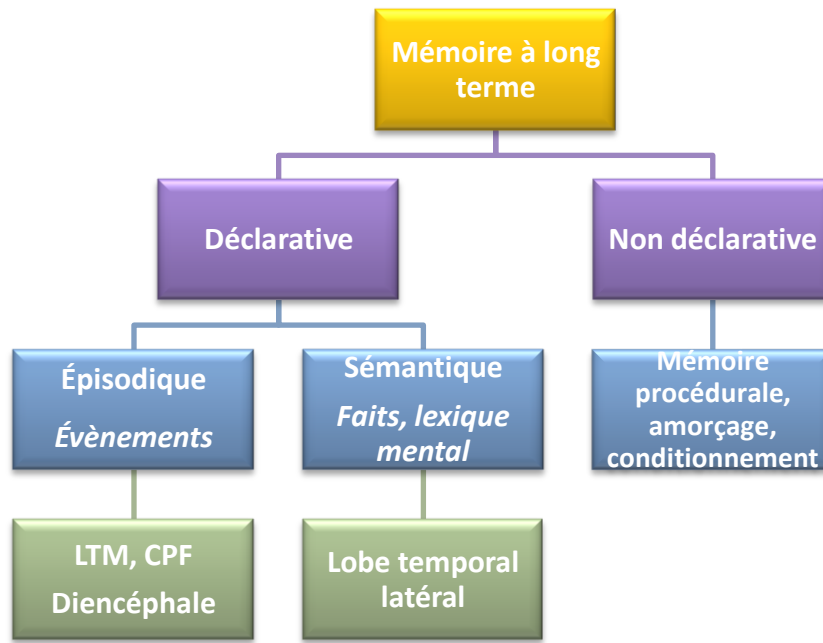 Mémoire à long
terme
Déclarative
Non déclarative
Épisodique
Évènements
Sémantique
Faits, lexique
mental
Mémoire
procédurale,
amorçage,
conditionnement
LTM, CPF
Diencéphale
Lobe temporal
latéral